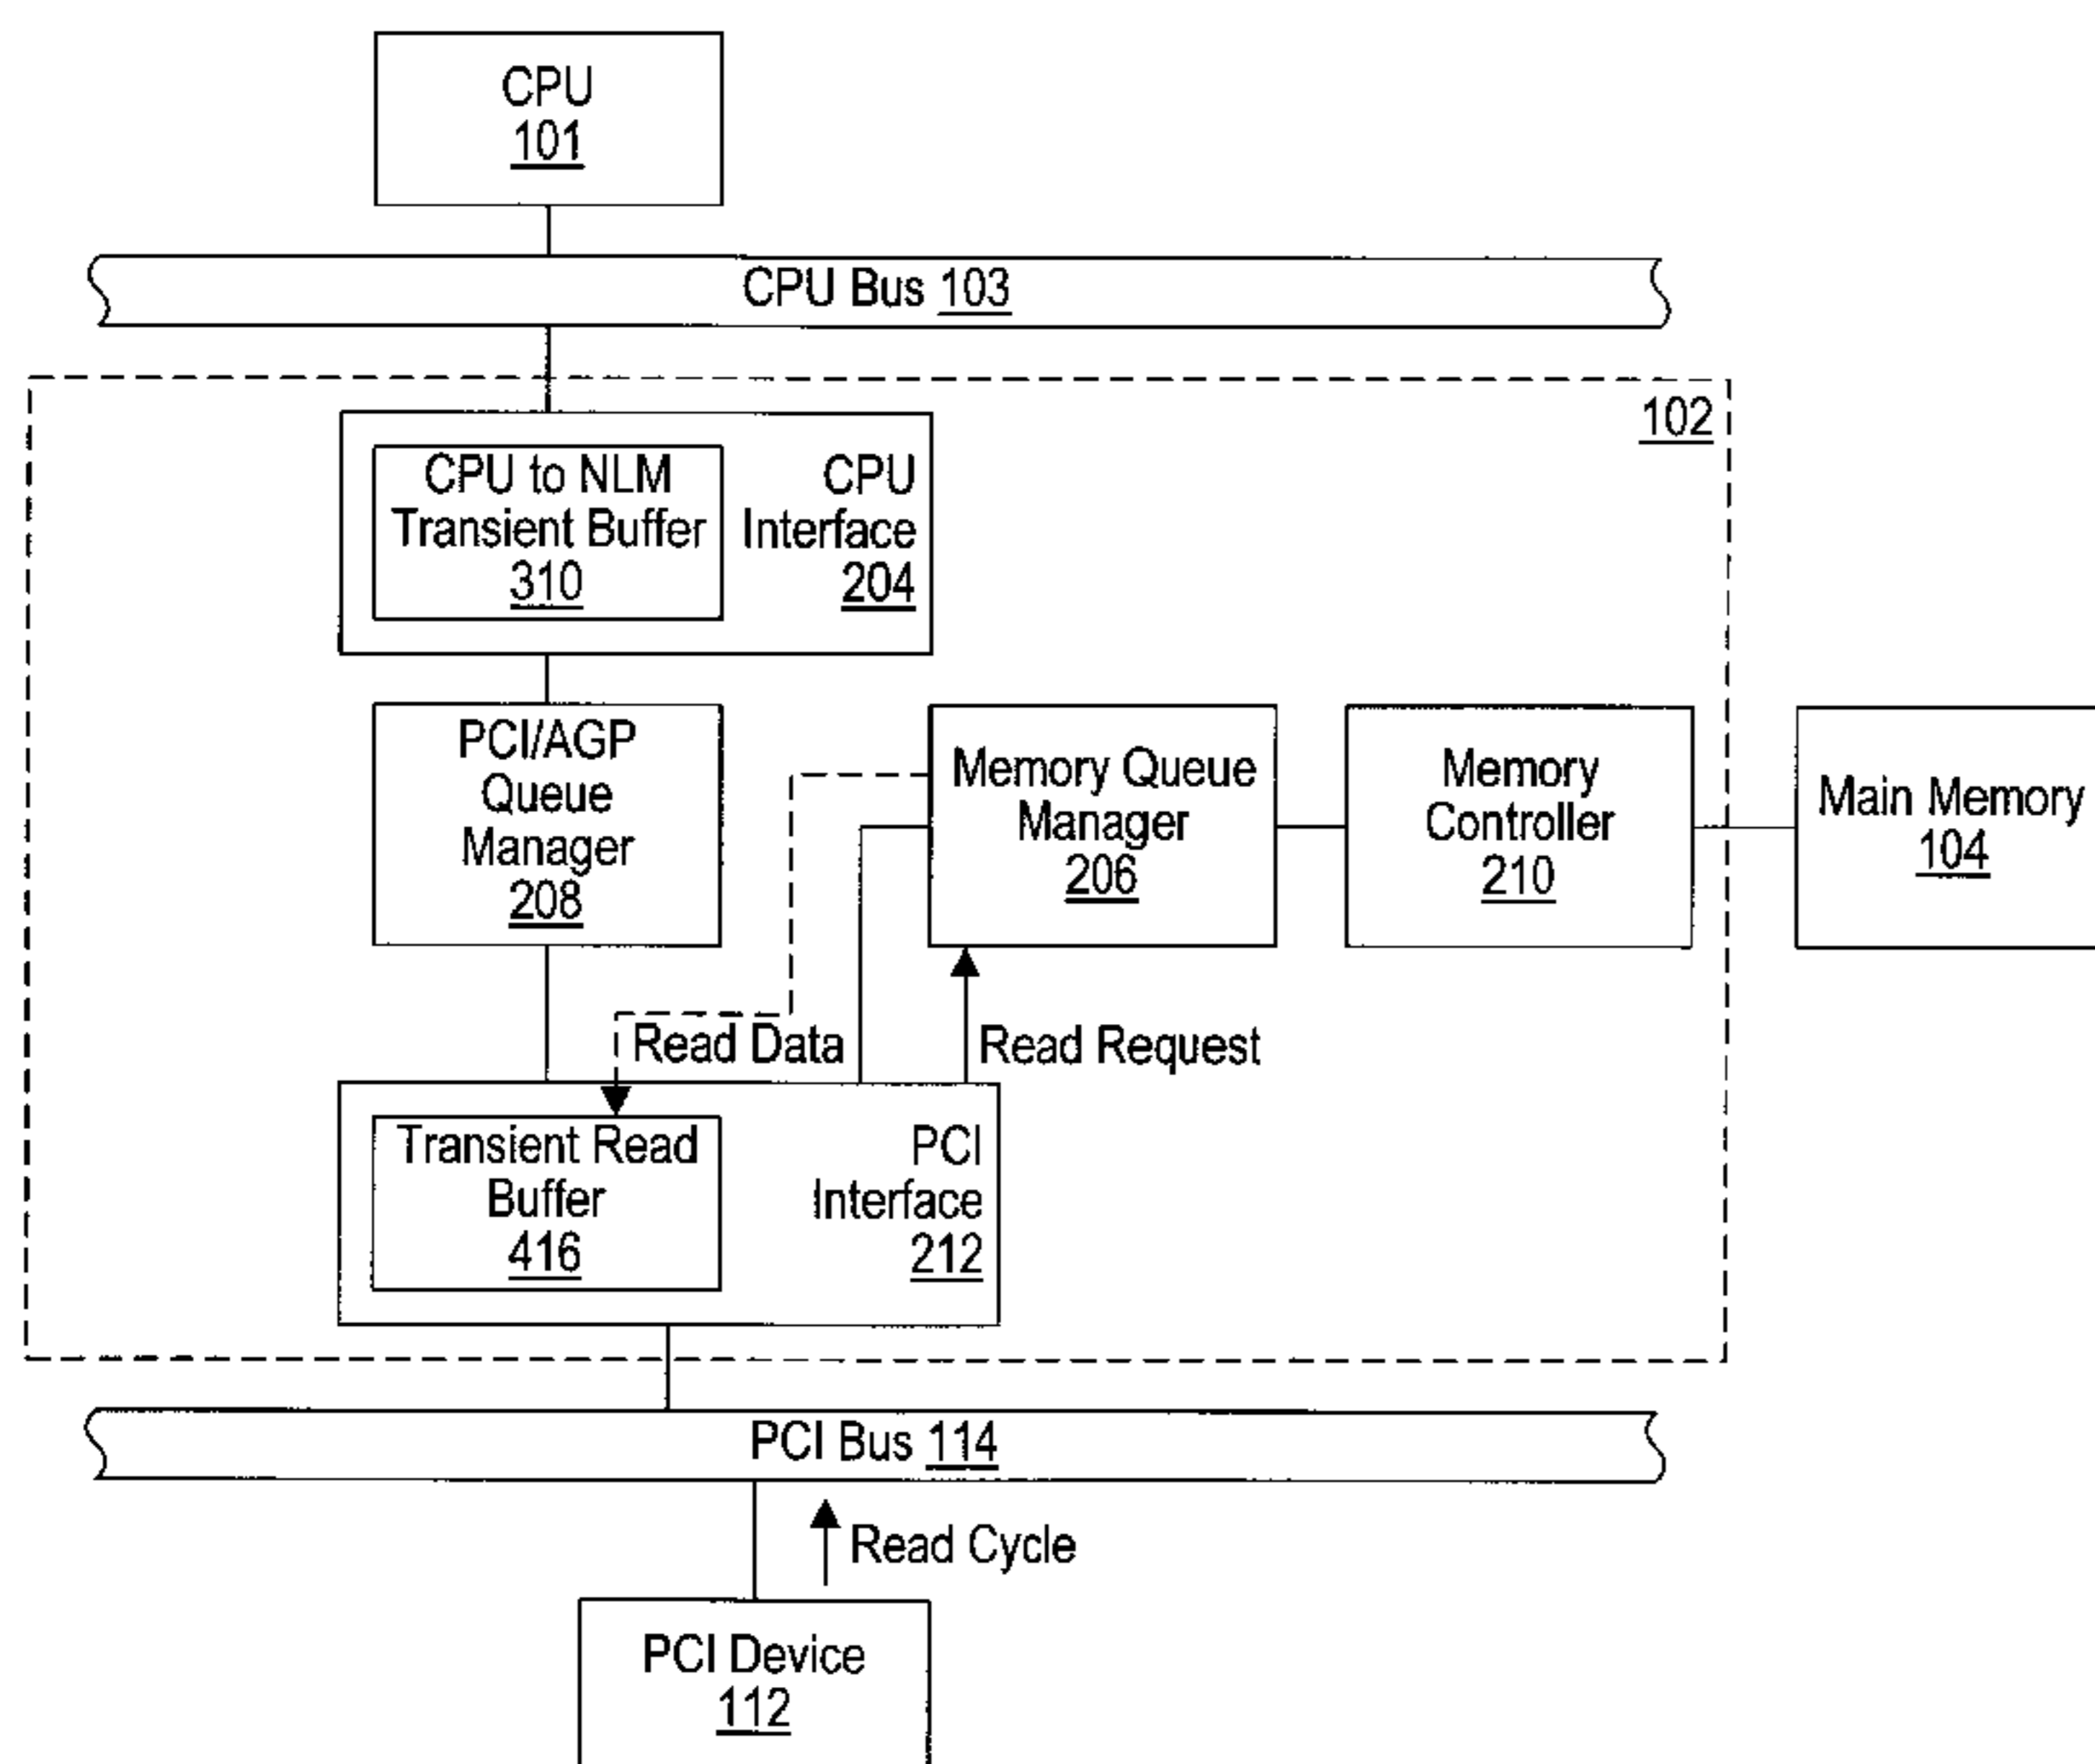 CPU
101
CPU Bus 103
102
CPU to NLM
Transient Buffer
310
CPU
Interface
204
PCI/AGP
Queue
Manager
208
Memory Queue
Manager
206
Memory
Controller
210
Main Memory
104
Read Data
Read Request
Transient Read
Buffer
416
PCI
Interface
212
PCI Bus 114
Read Cycle
PCI Device
112